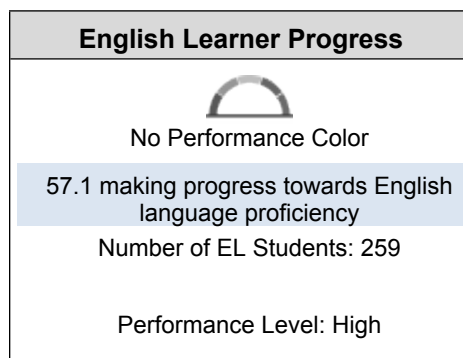 English Learner Progress
No Performance Color
57.1 making progress towards English
language proficiency
Number of EL Students: 259
Performance Level: High